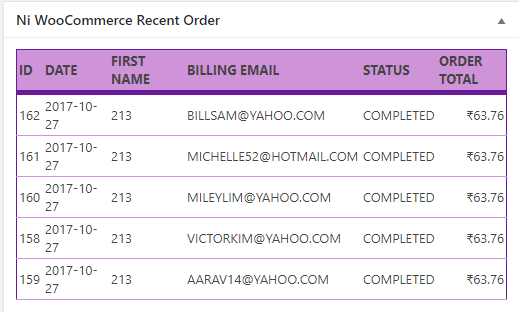 Ni WooCommerce Recent Order
ID DATE FIRST NAME BILLING EMAIL STATUS ORDER TOTAL
162 2017-10-27 213 BILLSAM@YAHOO.COM COMPLETED ₹63.76
161 2017-10-27 213 MICHELLE52@HOTMAIL.COM COMPLETED ₹63.76
160 2017-10-27 213 MILEYLIM@YAHOO.COM COMPLETED ₹63.76
158 2017-10-27 213 VICTORKIM@YAHOO.COM COMPLETED ₹63.76
159 2017-10-27 213 AARAV14@YAHOO.COM COMPLETED ₹63.76